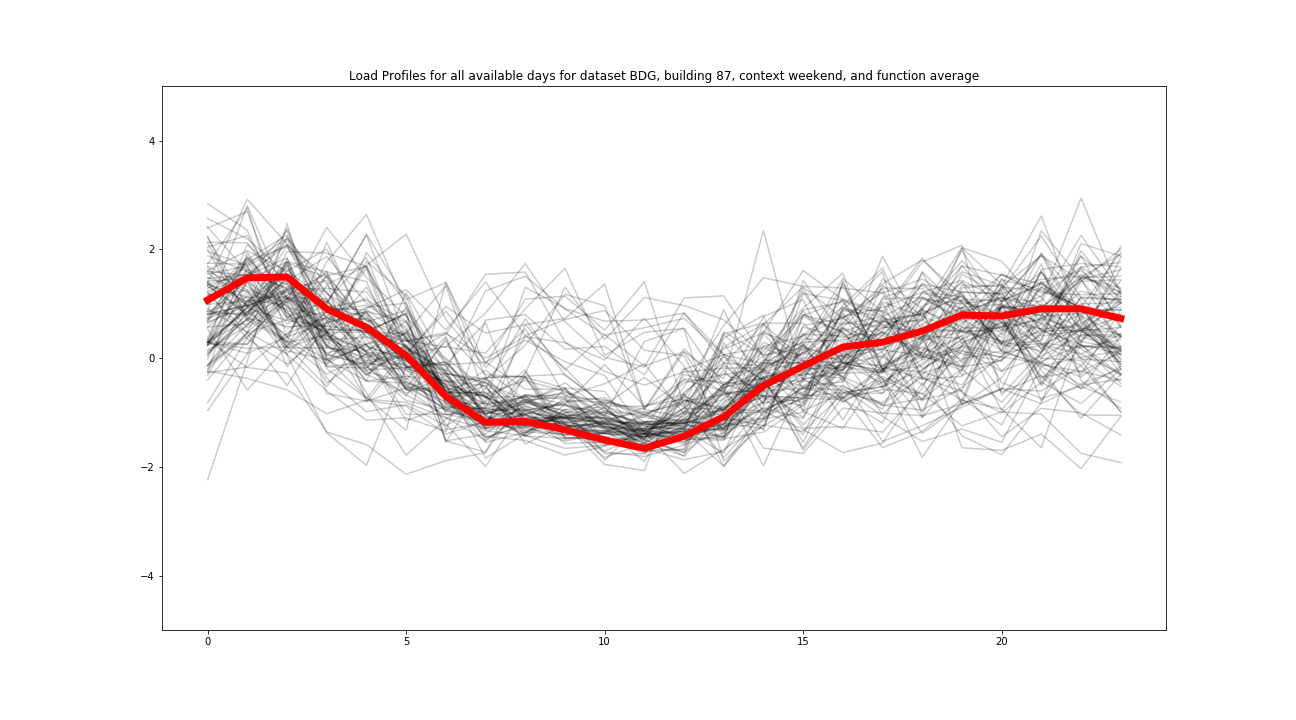 Load Profiles for all available days for dataset BDG, building 87, context weekend, and function average
4
2
0
−2
−4
0 5 10 15 20